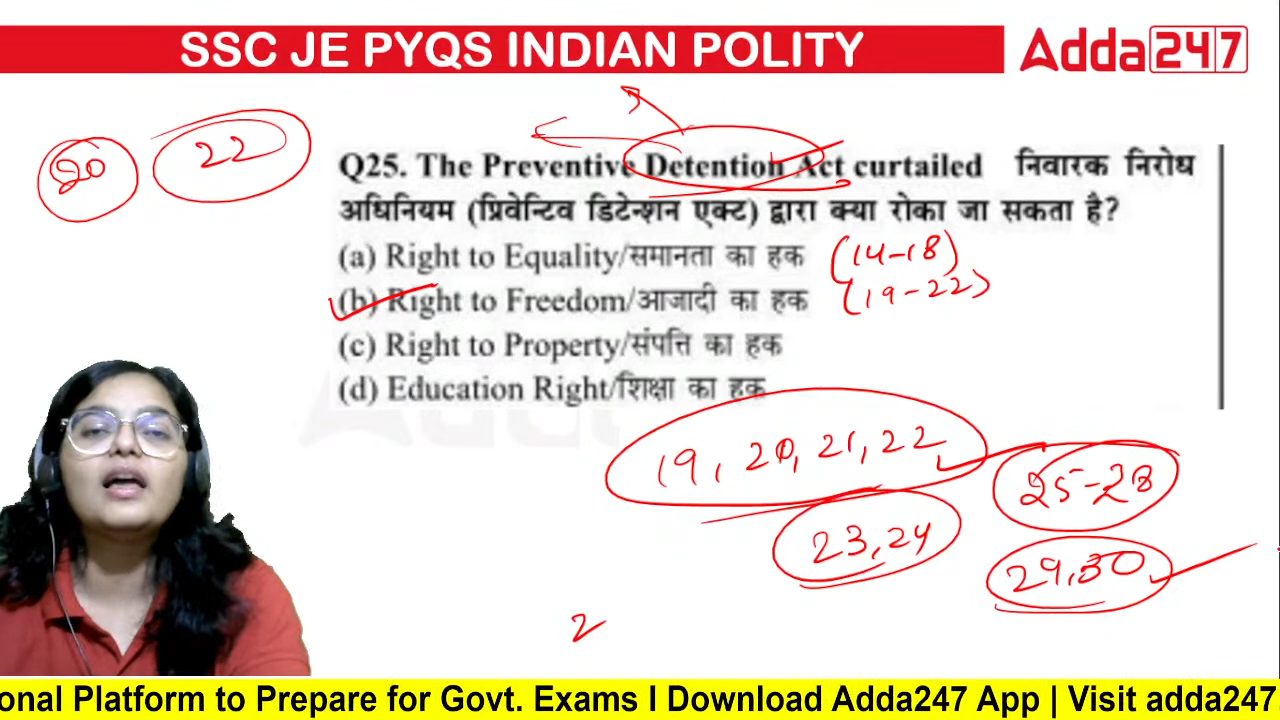 SSC JE PYQS INDIAN POLITY
Adda247
20
22
Q25. The Preventive Detention Act curtailed निवारक निरोध
अधिनियम (प्रिवेन्टिव डिटेन्शन एक्ट) द्वारा क्या रोका जा सकता है?
(a) Right to Equality/समानता का हक (14-18)
(b) Right to Freedom/आजादी का हक (19-22)
(c) Right to Property/संपत्ति का हक
(d) Education Right/शिक्षा का हक
19, 20, 21, 22
25-28
23, 24
29, 30
2
onal Platform to Prepare for Govt. Exams I Download Adda247 App | Visit adda247.